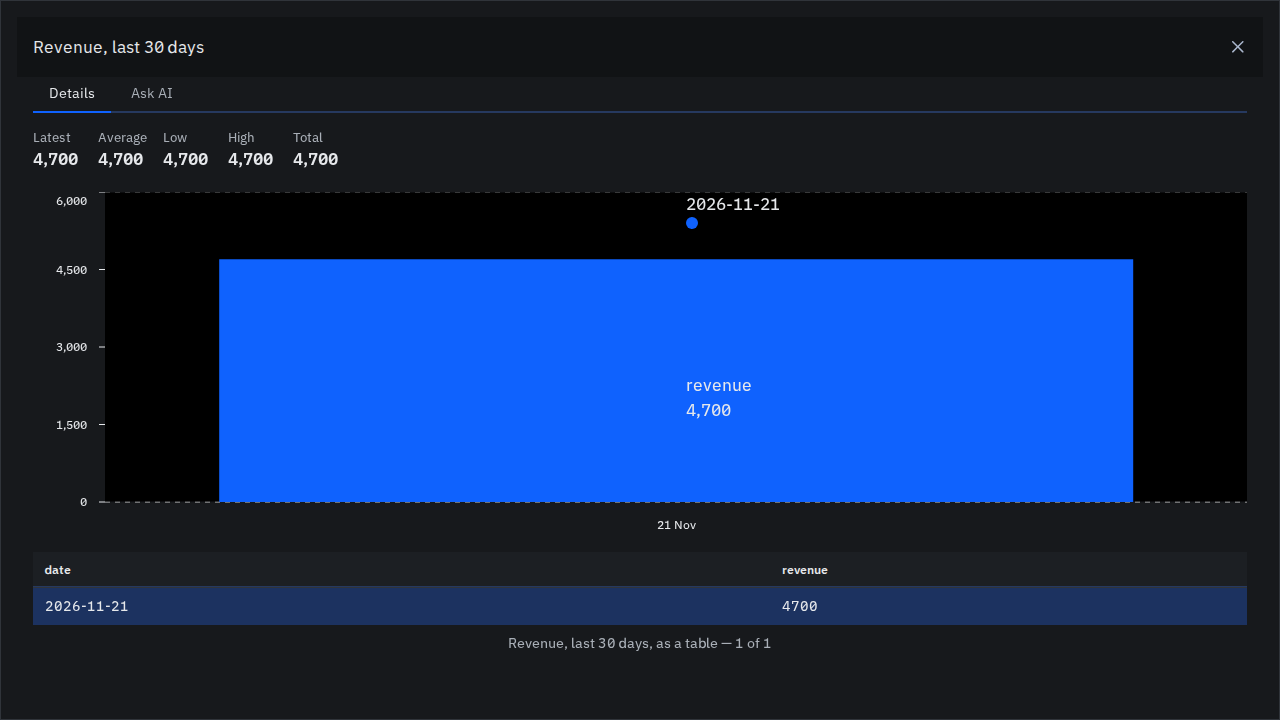 Revenue, last 30 days
Details Ask AI
Latest Average Low High Total
4,700 4,700 4,700 4,700 4,700
6,000
2026-11-21
4,500
3,000
revenue
4,700
1,500
0
21 Nov
date revenue
2026-11-21 4700
Revenue, last 30 days, as a table — 1 of 1